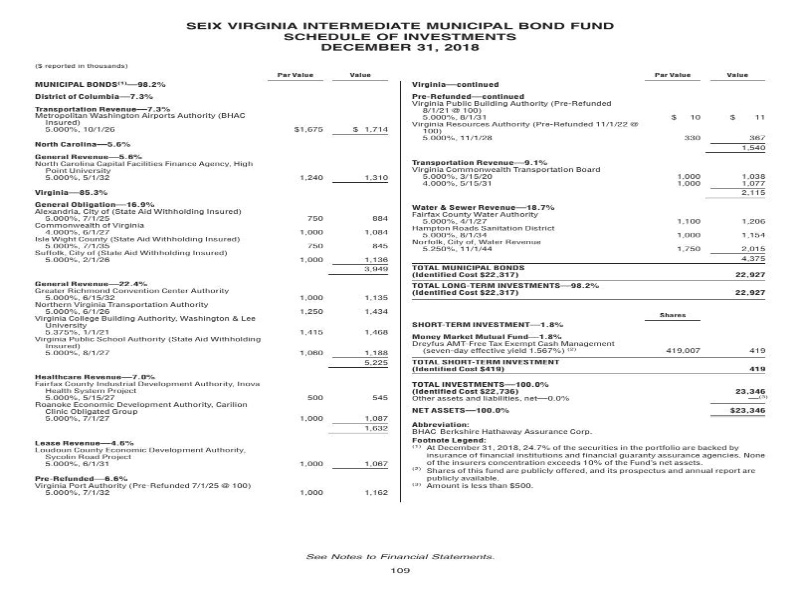 SEIX VIRGINIA INTERMEDIATE MUNICIPAL BOND FUND
SCHEDULE OF INVESTMENTS
DECEMBER 31, 2018
($ reported in thousands)
Par Value Value
MUNICIPAL BONDS(1)—98.2%
District of Columbia—7.3%
Transportation Revenue—7.3%
Metropolitan Washington Airports Authority (BHAC
Insured)
5.000%, 10/1/26 $1,675 $ 1,714
North Carolina—5.6%
General Revenue—5.6%
North Carolina Capital Facilities Finance Agency, High
Point University
5.000%, 5/1/32 1,240 1,310
Virginia—85.3%
General Obligation—16.9%
Alexandria, City of (State Aid Withholding Insured)
5.000%, 7/1/25 750 884
Commonwealth of Virginia
4.000%, 6/1/27 1,000 1,084
Isle Wight County (State Aid Withholding Insured)
5.000%, 7/1/35 750 845
Suffolk, City of (State Aid Withholding Insured)
5.000%, 2/1/26 1,000 1,136
3,949
General Revenue—22.4%
Greater Richmond Convention Center Authority
5.000%, 6/15/32 1,000 1,135
Northern Virginia Transportation Authority
5.000%, 6/1/26 1,250 1,434
Virginia College Building Authority, Washington & Lee
University
5.375%, 1/1/21 1,415 1,468
Virginia Public School Authority (State Aid Withholding
Insured)
5.000%, 8/1/27 1,060 1,188
5,225
Healthcare Revenue—7.0%
Fairfax County Industrial Development Authority, Inova
Health System Project
5.000%, 5/15/27 500 545
Roanoke Economic Development Authority, Carilion
Clinic Obligated Group
5.000%, 7/1/27 1,000 1,087
1,632
Lease Revenue—4.6%
Loudoun County Economic Development Authority,
Sycolin Road Project
5.000%, 6/1/31 1,000 1,067
Pre-Refunded—6.6%
Virginia Port Authority (Pre-Refunded 7/1/25 @ 100)
5.000%, 7/1/32 1,000 1,162
Par Value Value
Virginia—continued
Pre-Refunded—continued
Virginia Public Building Authority (Pre-Refunded
8/1/21 @ 100)
5.000%, 8/1/31 $ 10 $ 11
Virginia Resources Authority (Pre-Refunded 11/1/22 @
100)
5.000%, 11/1/28 330 367
1,540
Transportation Revenue—9.1%
Virginia Commonwealth Transportation Board
5.000%, 3/15/20 1,000 1,038
4.000%, 5/15/31 1,000 1,077
2,115
Water & Sewer Revenue—18.7%
Fairfax County Water Authority
5.000%, 4/1/27 1,100 1,206
Hampton Roads Sanitation District
5.000%, 8/1/34 1,000 1,154
Norfolk, City of, Water Revenue
5.250%, 11/1/44 1,750 2,015
4,375
TOTAL MUNICIPAL BONDS
(Identified Cost $22,317) 22,927
TOTAL LONG-TERM INVESTMENTS—98.2%
(Identified Cost $22,317) 22,927
Shares
SHORT-TERM INVESTMENT—1.8%
Money Market Mutual Fund—1.8%
Dreyfus AMT-Free Tax Exempt Cash Management
(seven-day effective yield 1.567%) (2) 419,007 419
TOTAL SHORT-TERM INVESTMENT
(Identified Cost $419) 419
TOTAL INVESTMENTS—100.0%
(Identified Cost $22,736) 23,346
Other assets and liabilities, net—0.0% —(3)
NET ASSETS—100.0% $23,346
Abbreviation:
BHAC Berkshire Hathaway Assurance Corp.
Footnote Legend:
(1) At December 31, 2018, 24.7% of the securities in the portfolio are backed by
insurance of financial institutions and financial guaranty assurance agencies. None
of the insurers concentration exceeds 10% of the Fund's net assets.
(2) Shares of this fund are publicly offered, and its prospectus and annual report are
publicly available.
(3) Amount is less than $500.
See Notes to Financial Statements.
109